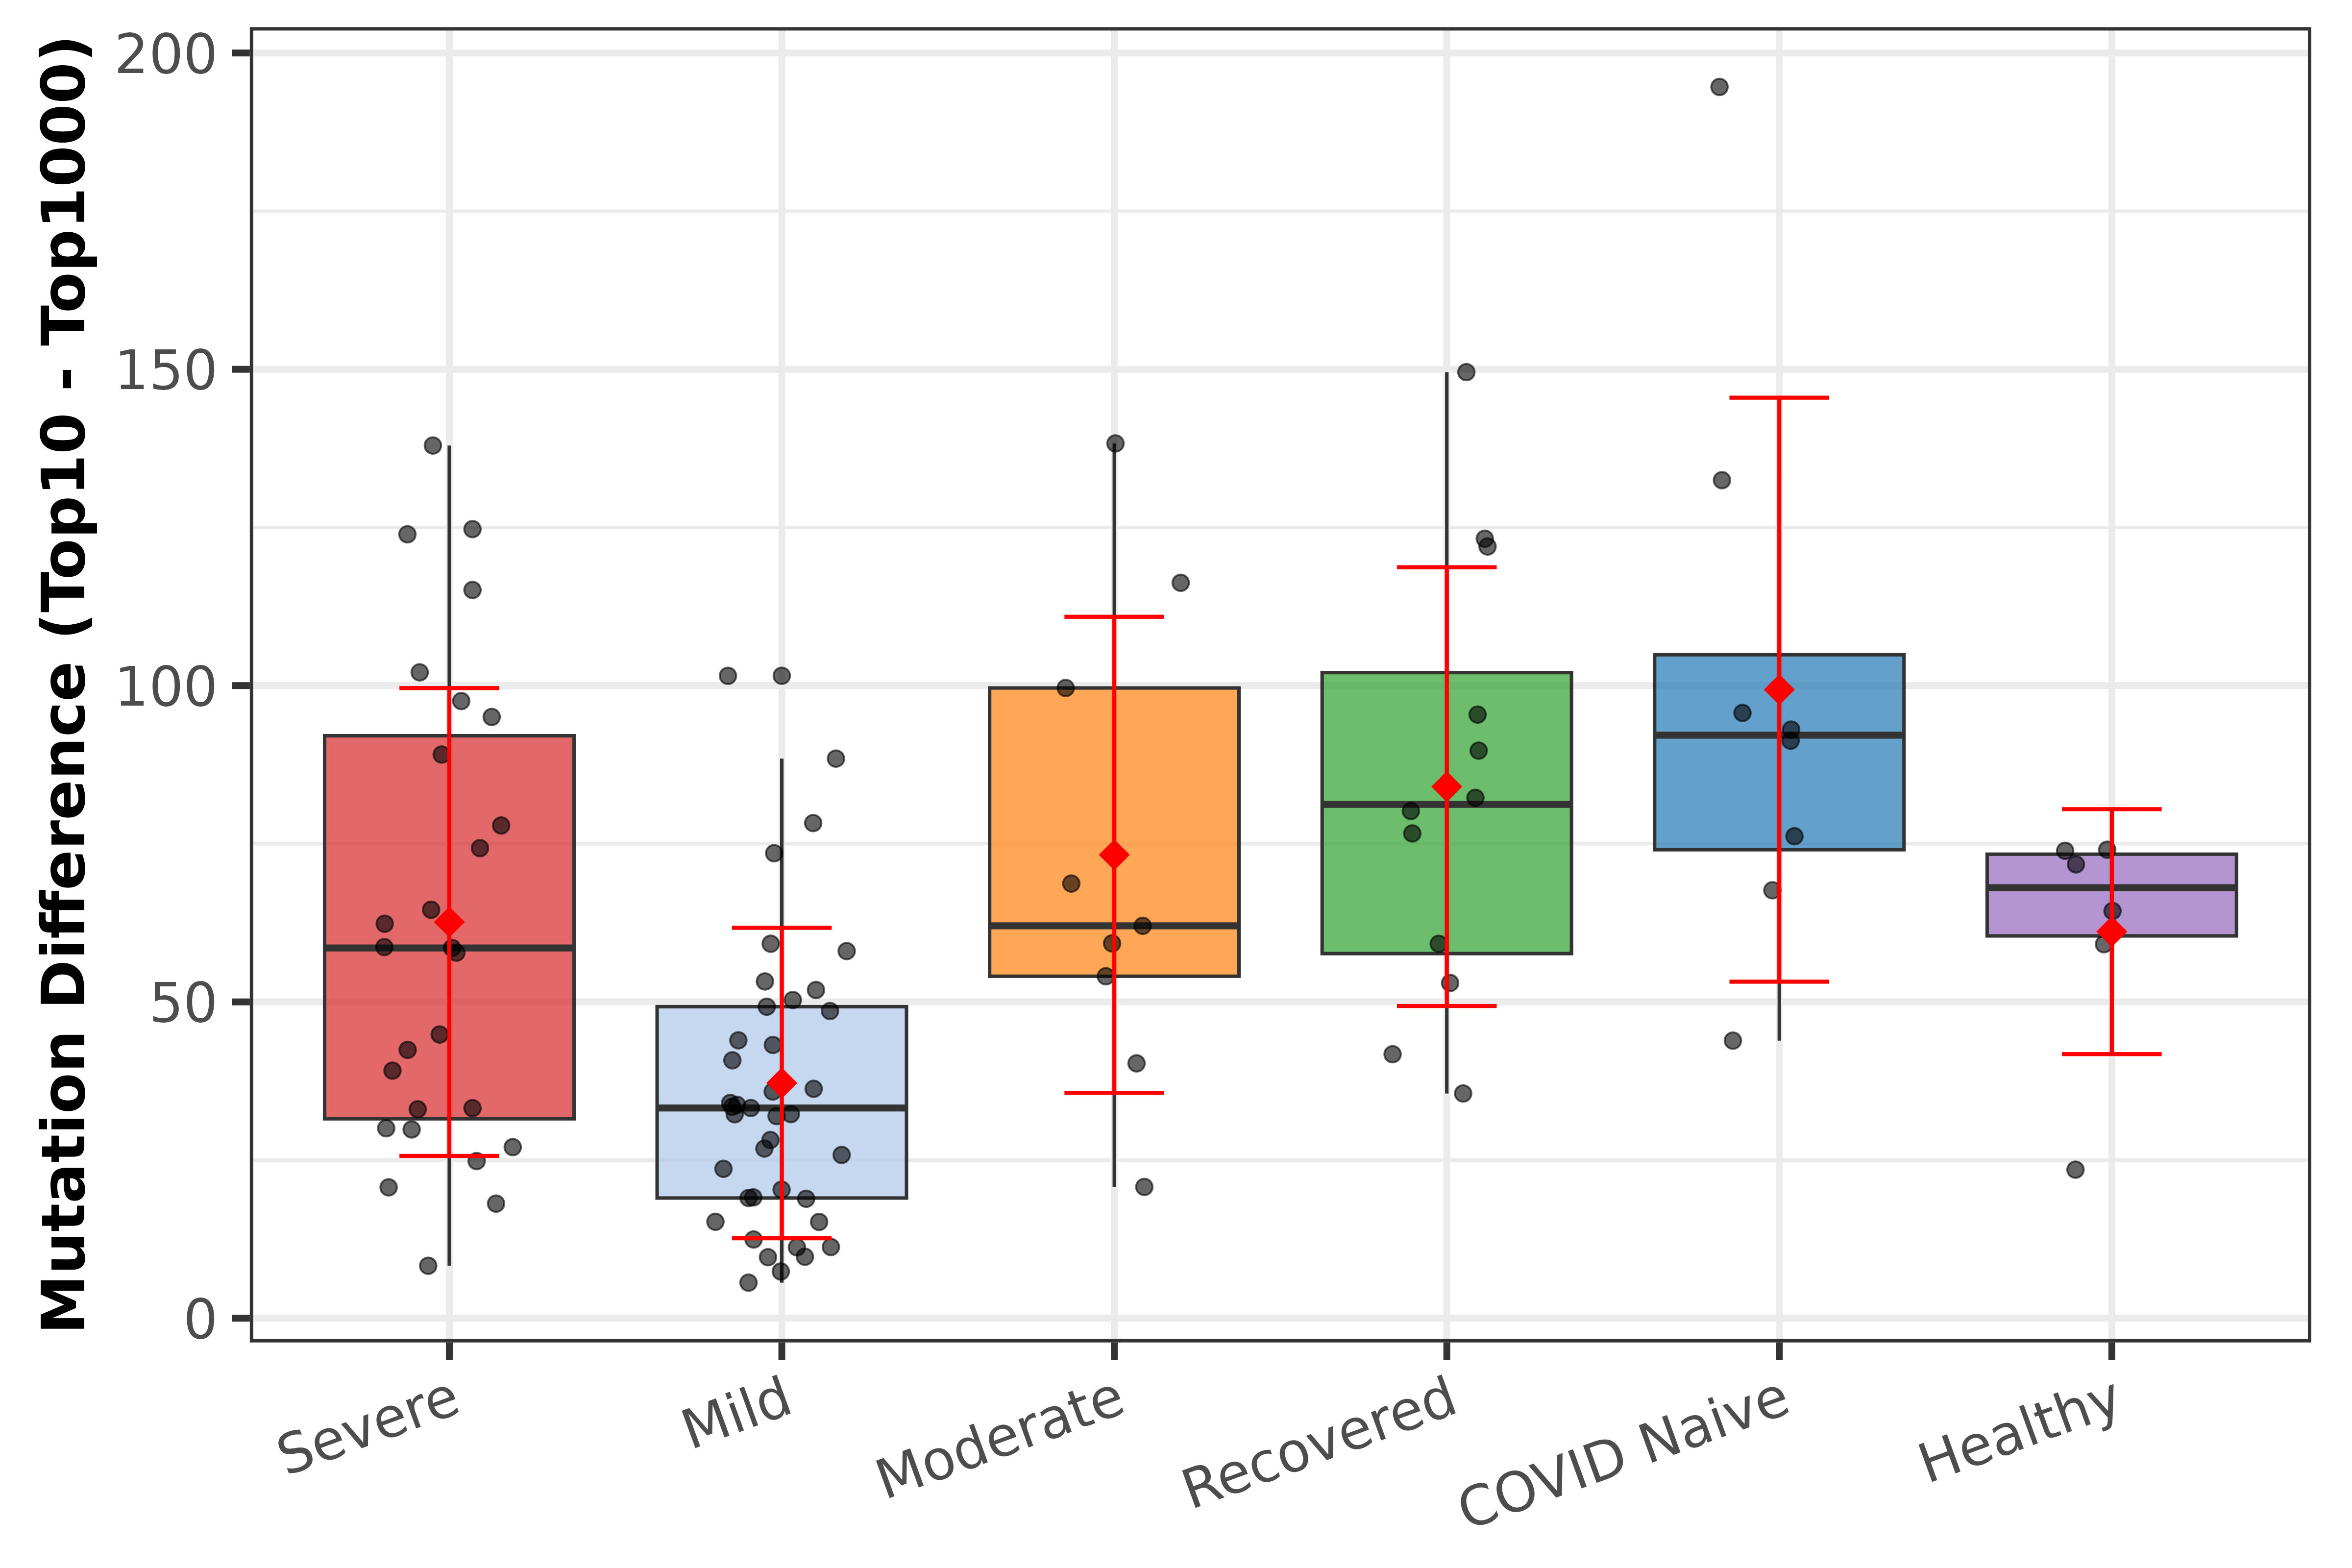 Mutation Difference (Top10 - Top1000)
200
150
100
50
0
Severe
Mild
Moderate
Recovered
COVID Naive
Healthy